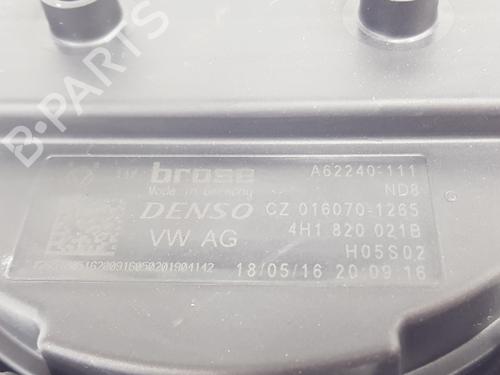 B-PARTS
brose A62240-111
Made in Germany ND8
DENSO CZ 016070-1265
VW AG 4H1 820 021B
H05S02
18/05/16 20:09:16